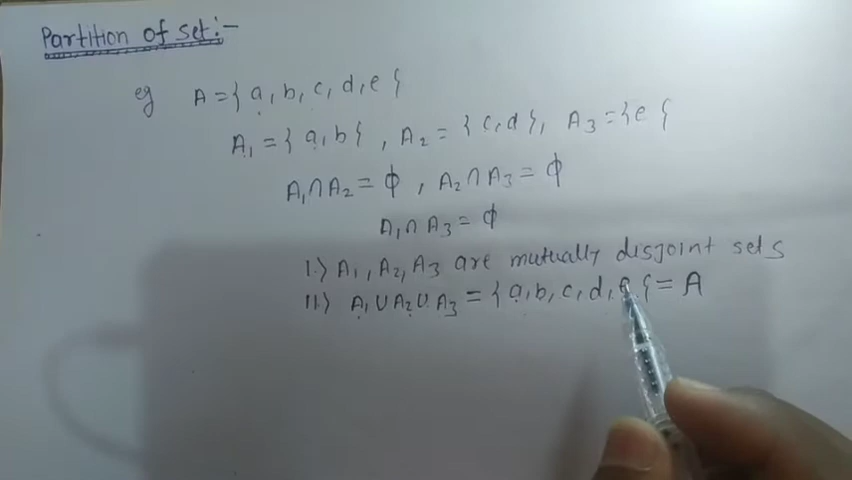 Partition of set:-
eg A = { a, b, c, d, e }
A₁ = { a, b } , A₂ = { c, d }, A₃ = { e }
A₁ ∩ A₂ = ϕ , A₂ ∩ A₃ = ϕ
A₁ ∩ A₃ = ϕ
I.) A₁, A₂, A₃ are mutually disjoint sets
II) A₁ ∪ A₂ ∪ A₃ = { a, b, c, d, e } = A